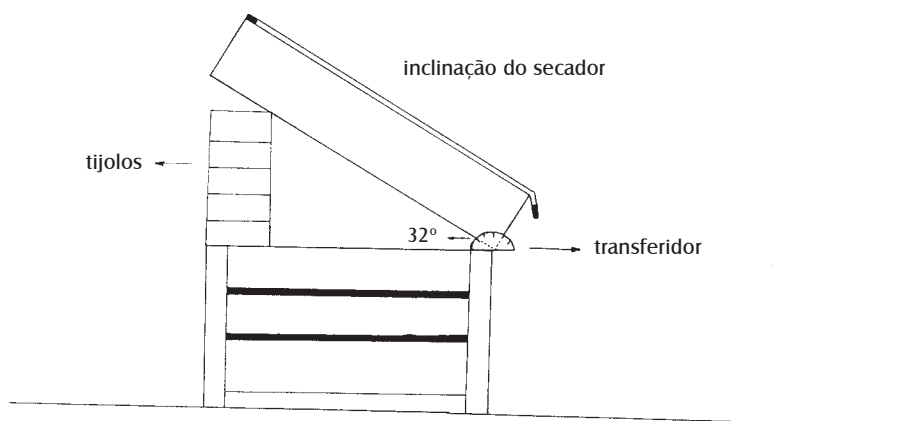 inclinação do secador
tijolos
32º
transferidor